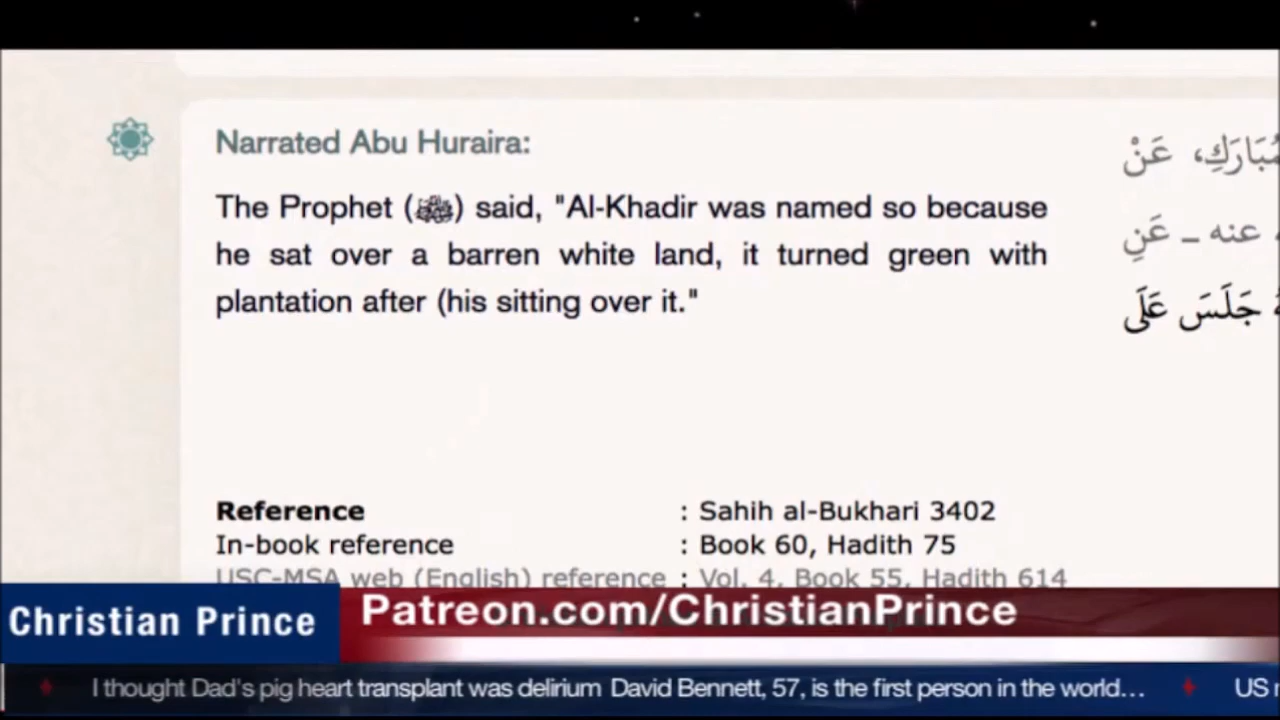 Narrated Abu Huraira:
The Prophet (ﷺ) said, "Al-Khadir was named so because
he sat over a barren white land, it turned green with
plantation after (his sitting over it."
عَنْ
عنه ـ عَنِ
جَلَسَ عَلَى
Reference : Sahih al-Bukhari 3402
In-book reference : Book 60, Hadith 75
USC-MSA web (English) reference : Vol. 4, Book 55, Hadith 614
Christian Prince
Patreon.com/ChristianPrince
I thought Dad's pig heart transplant was delirium David Bennett, 57, is the first person in the world...
US